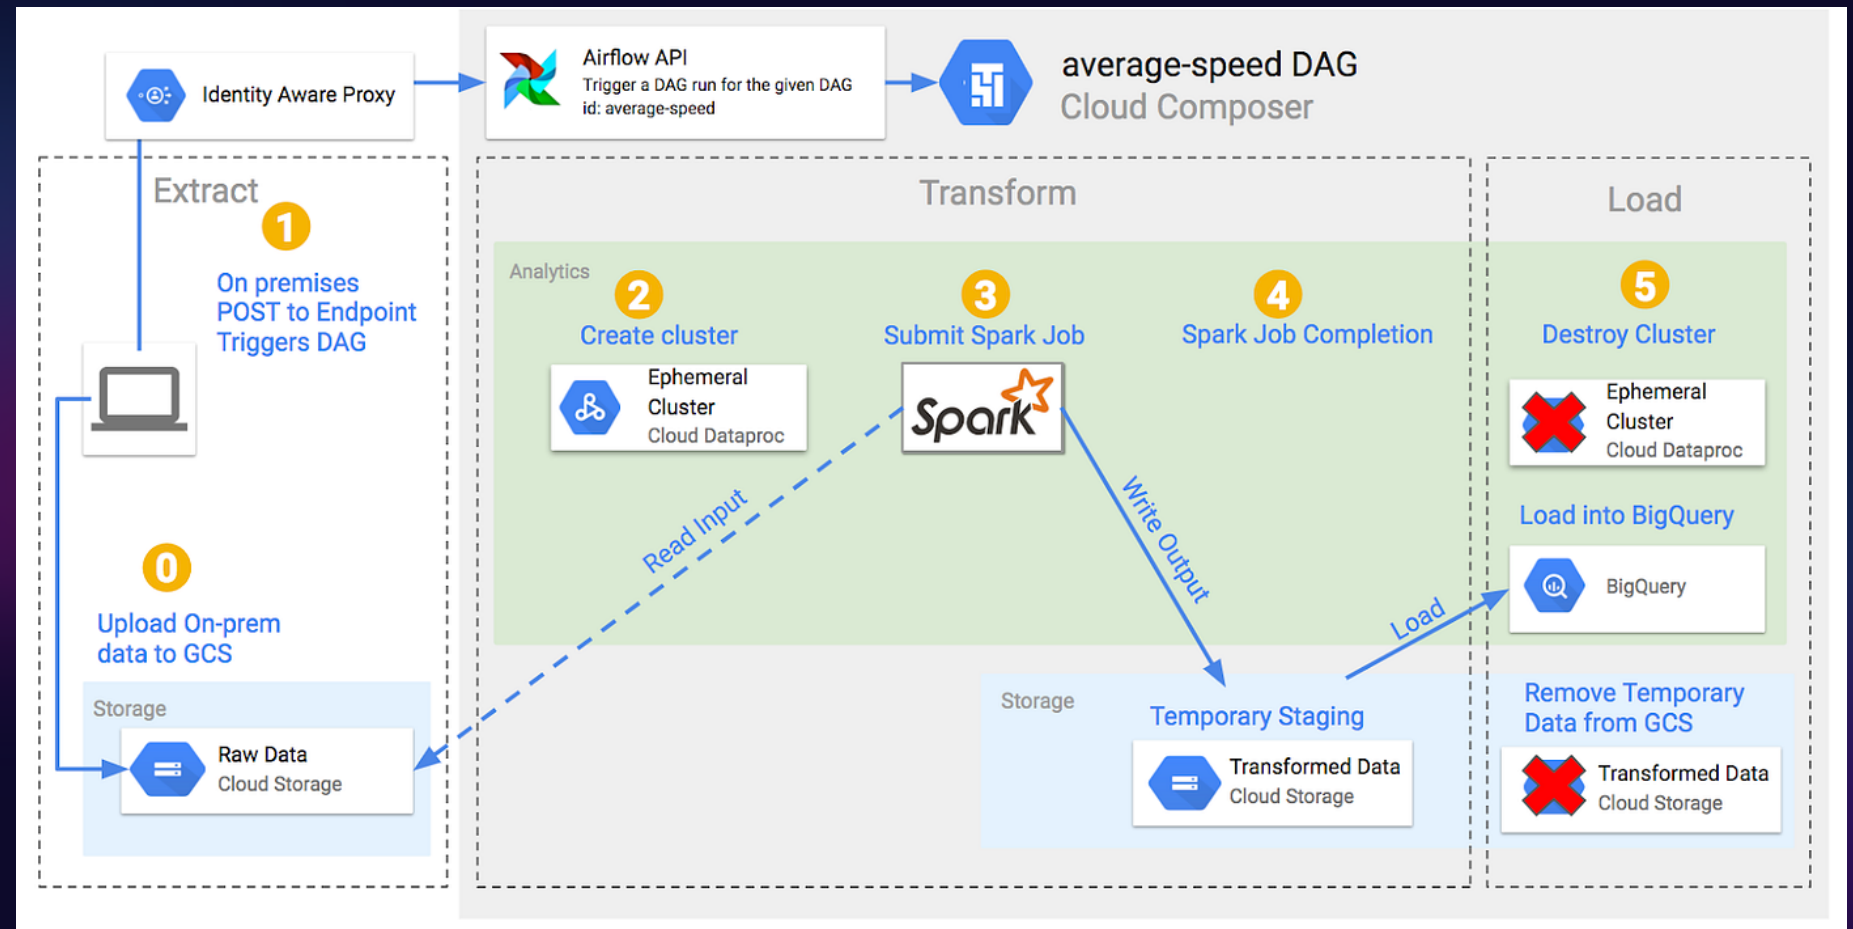 Identity Aware Proxy
Airflow API
Trigger a DAG run for the given DAG
id: average-speed
average-speed DAG
Cloud Composer
Extract
1
On premises
POST to Endpoint
Triggers DAG
0
Upload On-prem
data to GCS
Storage
Raw Data
Cloud Storage
Transform
Analytics
2
Create cluster
Ephemeral
Cluster
Cloud Dataproc
3
Submit Spark Job
Spark
4
Spark Job Completion
Read Input
Write Output
Load
Storage
Temporary Staging
Transformed Data
Cloud Storage
Load
5
Destroy Cluster
Ephemeral
Cluster
Cloud Dataproc
Load into BigQuery
BigQuery
Remove Temporary
Data from GCS
Transformed Data
Cloud Storage